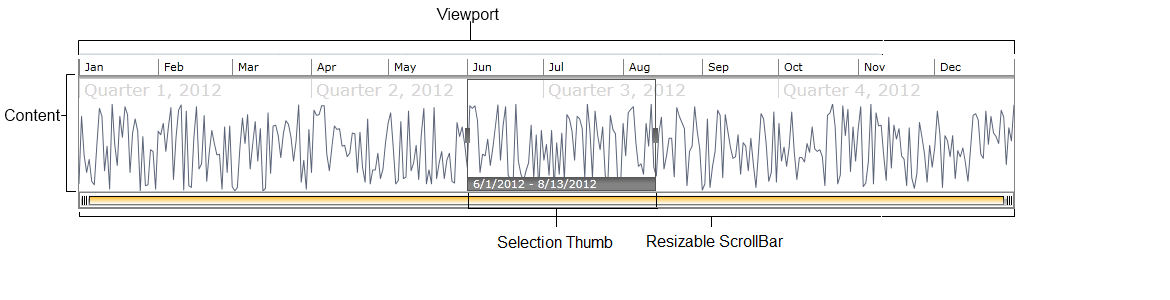 Viewport
Jan Feb Mar Apr May Jun Jul Aug Sep Oct Nov Dec
Quarter 1, 2012 Quarter 2, 2012 Quarter 3, 2012 Quarter 4, 2012
Content
6/1/2012 - 8/13/2012
Selection Thumb Resizable ScrollBar